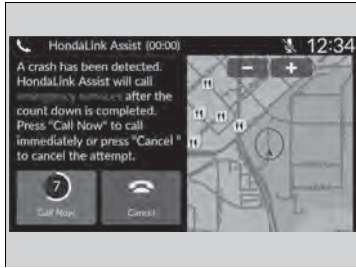 HondaLink Assist (00:00)
12:34
A crash has been detected.
HondaLink Assist will call
after the
count down is completed.
Press "Call Now" to call
immediately or press "Cancel "
to cancel the attempt.
7
Call Now
Cancel